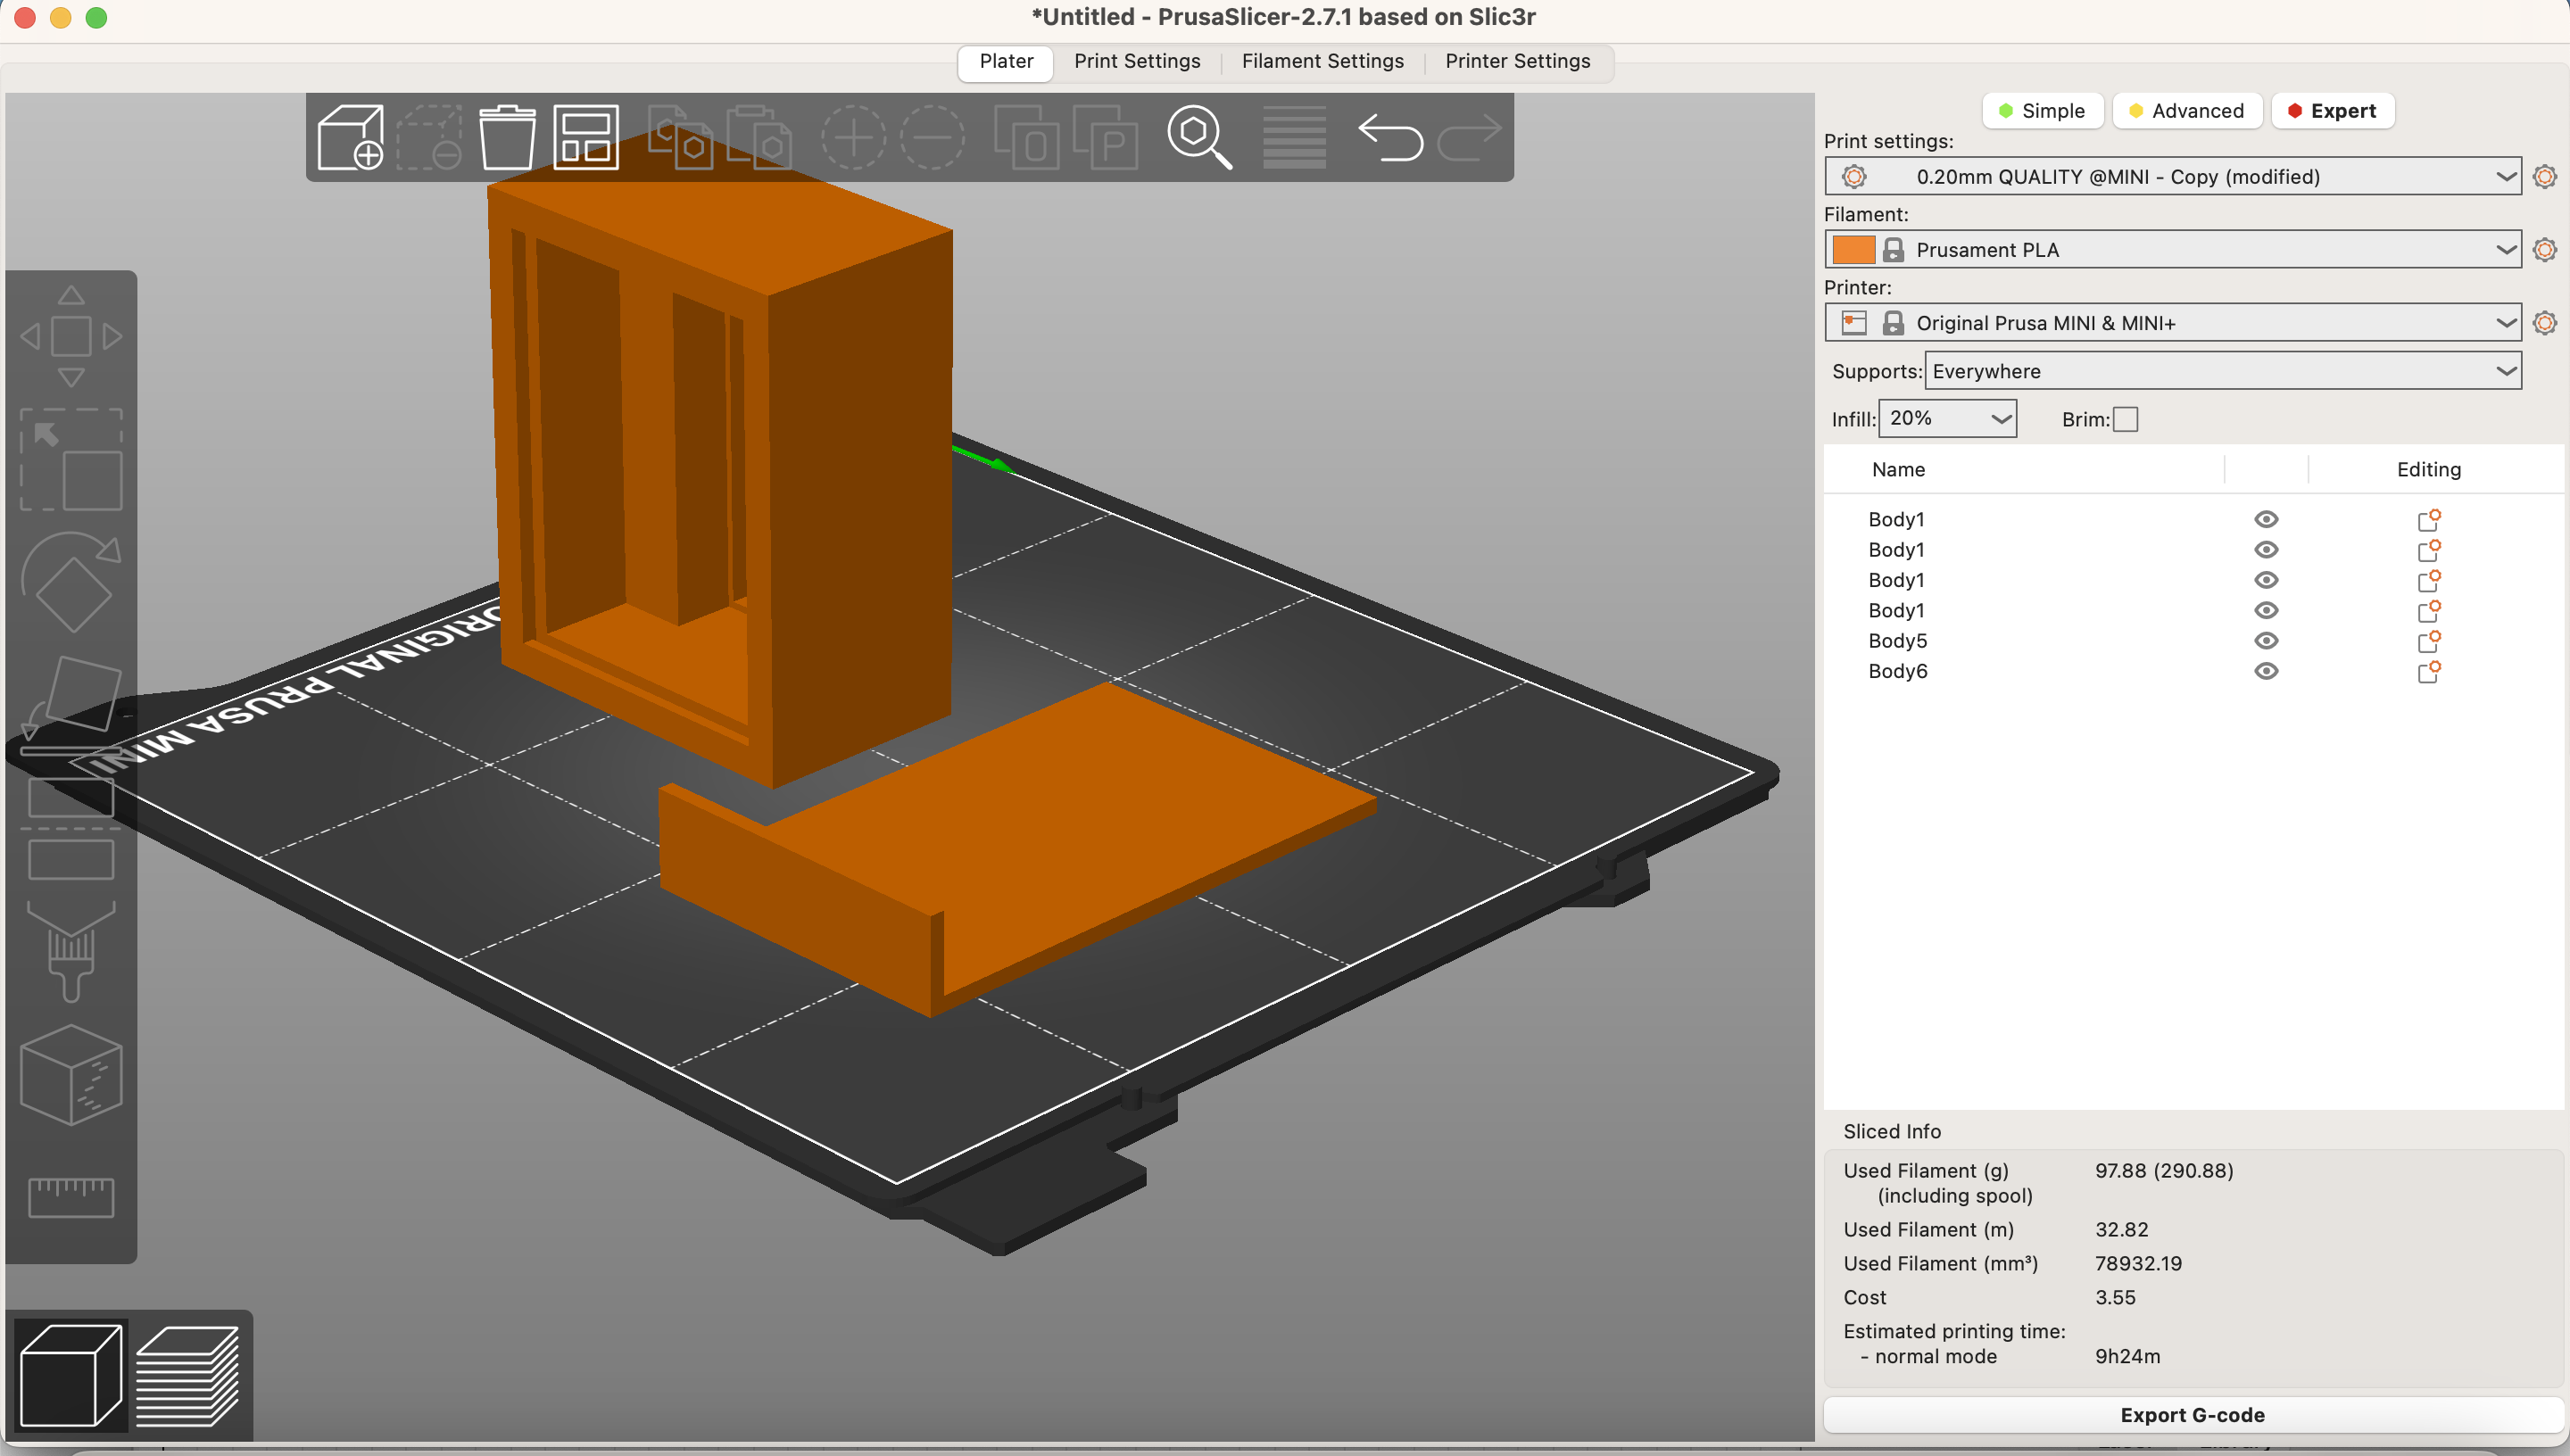 *Untitled - PrusaSlicer-2.7.1 based on Slic3r
Plater Print Settings Filament Settings Printer Settings
Simple Advanced Expert
Print settings:
0.20mm QUALITY @MINI - Copy (modified)
Filament:
Prusament PLA
Printer:
Original Prusa MINI & MINI+
Supports: Everywhere
Infill: 20% Brim:
Name Editing
Body1
Body1
Body1
Body1
Body5
Body6
ORIGINAL PRUSA MINI
Sliced Info
Used Filament (g) 97.88 (290.88)
(including spool)
Used Filament (m) 32.82
Used Filament (mm³) 78932.19
Cost 3.55
Estimated printing time:
- normal mode 9h24m
Export G-code